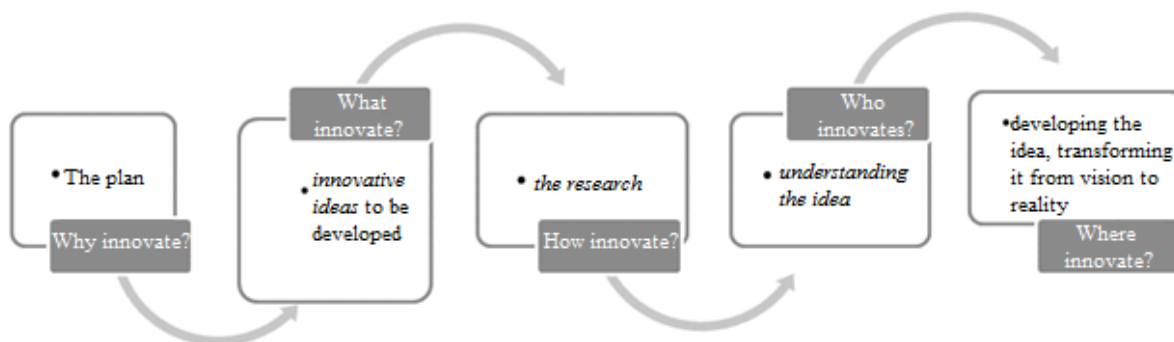 • The plan
Why innovate?
What
innovate?
• innovative
ideas to be
developed
• the research
How innovate?
Who
innovates?
• understanding
the idea
•developing the
idea, transforming
it from vision to
reality
Where
innovate?